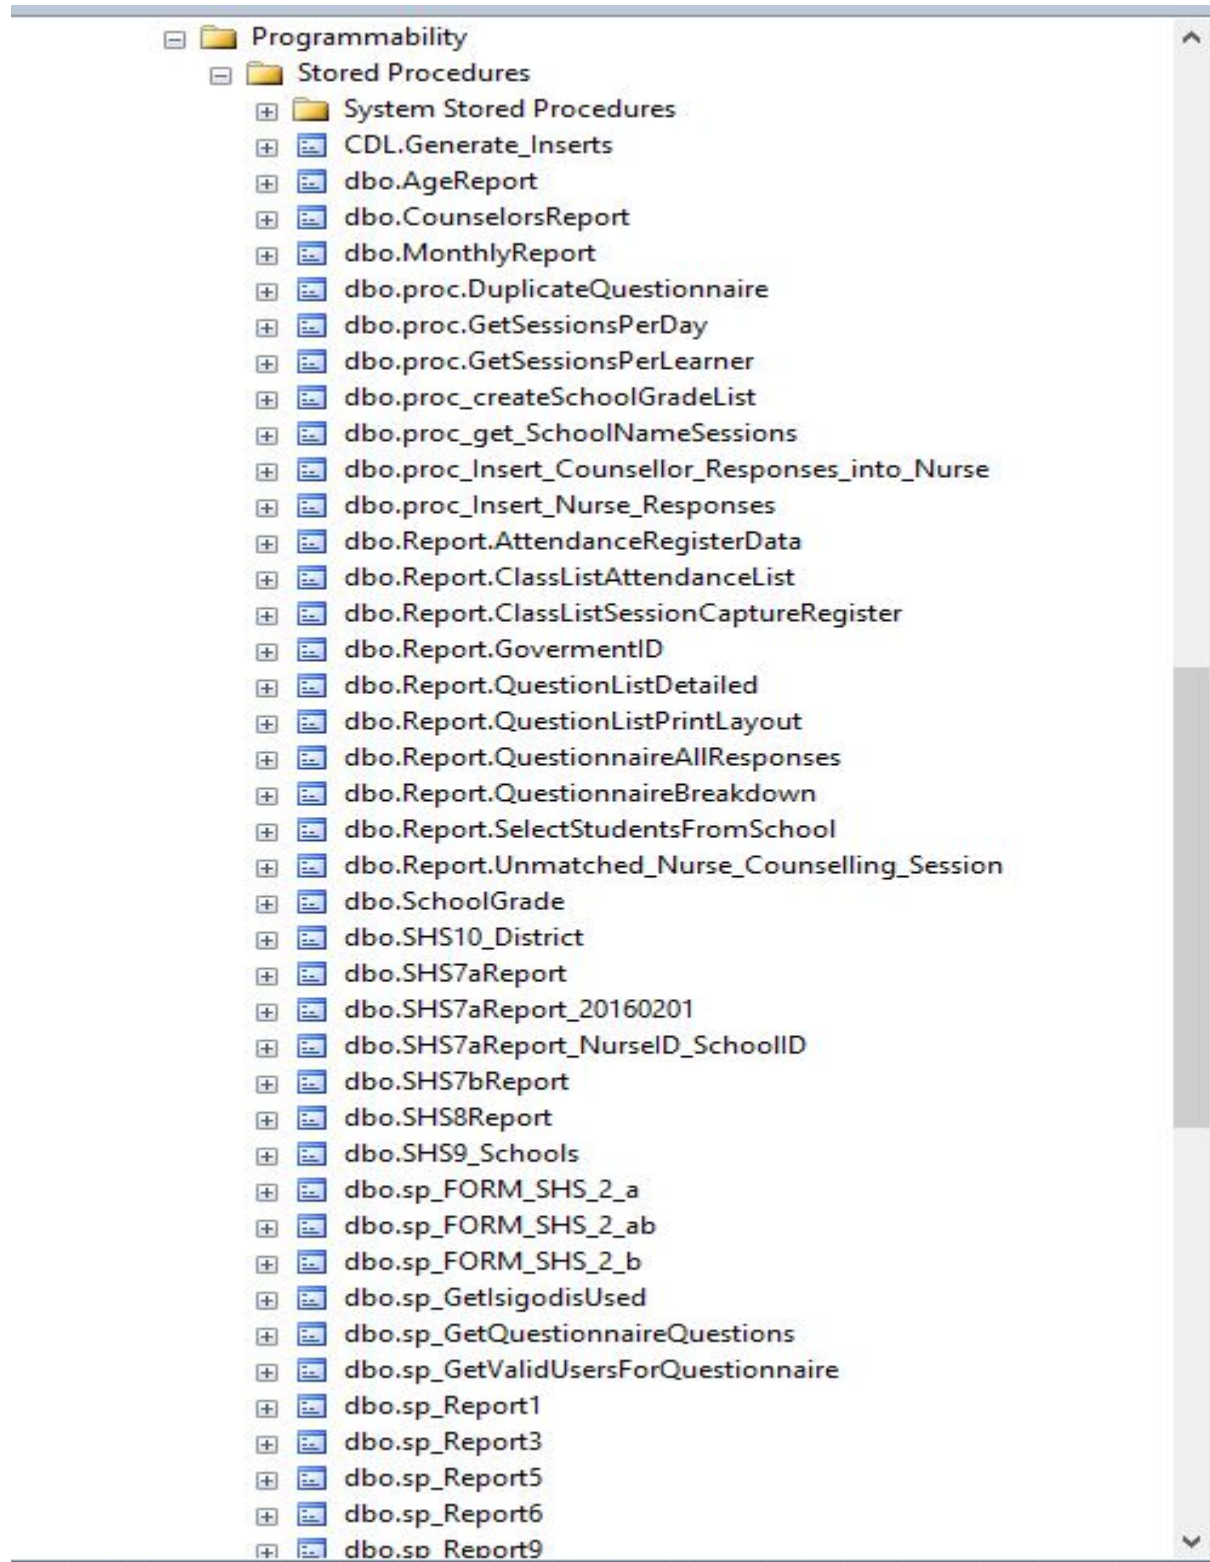 Programmability
Stored Procedures
System Stored Procedures
CDL.Generate_Inserts
dbo.AgeReport
dbo.CounselorsReport
dbo.MonthlyReport
dbo.proc.DuplicateQuestionnaire
dbo.proc.GetSessionsPerDay
dbo.proc.GetSessionsPerLearner
dbo.proc_createSchoolGradeList
dbo.proc_get_SchoolNameSessions
dbo.proc_Insert_Counsellor_Responses_into_Nurse
dbo.proc_Insert_Nurse_Responses
dbo.Report.AttendanceRegisterData
dbo.Report.ClassListAttendanceList
dbo.Report.ClassListSessionCaptureRegister
dbo.Report.GovermentID
dbo.Report.QuestionListDetailed
dbo.Report.QuestionListPrintLayout
dbo.Report.QuestionnaireAllResponses
dbo.Report.QuestionnaireBreakdown
dbo.Report.SelectStudentsFromSchool
dbo.Report.Unmatched_Nurse_Counselling_Session
dbo.SchoolGrade
dbo.SHS10_District
dbo.SHS7aReport
dbo.SHS7aReport_20160201
dbo.SHS7aReport_NurseID_SchoolID
dbo.SHS7bReport
dbo.SHS8Report
dbo.SHS9_Schools
dbo.sp_FORM_SHS_2_a
dbo.sp_FORM_SHS_2_ab
dbo.sp_FORM_SHS_2_b
dbo.sp_GetIsigodisUsed
dbo.sp_GetQuestionnaireQuestions
dbo.sp_GetValidUsersForQuestionnaire
dbo.sp_Report1
dbo.sp_Report3
dbo.sp_Report5
dbo.sp_Report6
dbo.sp_Report9